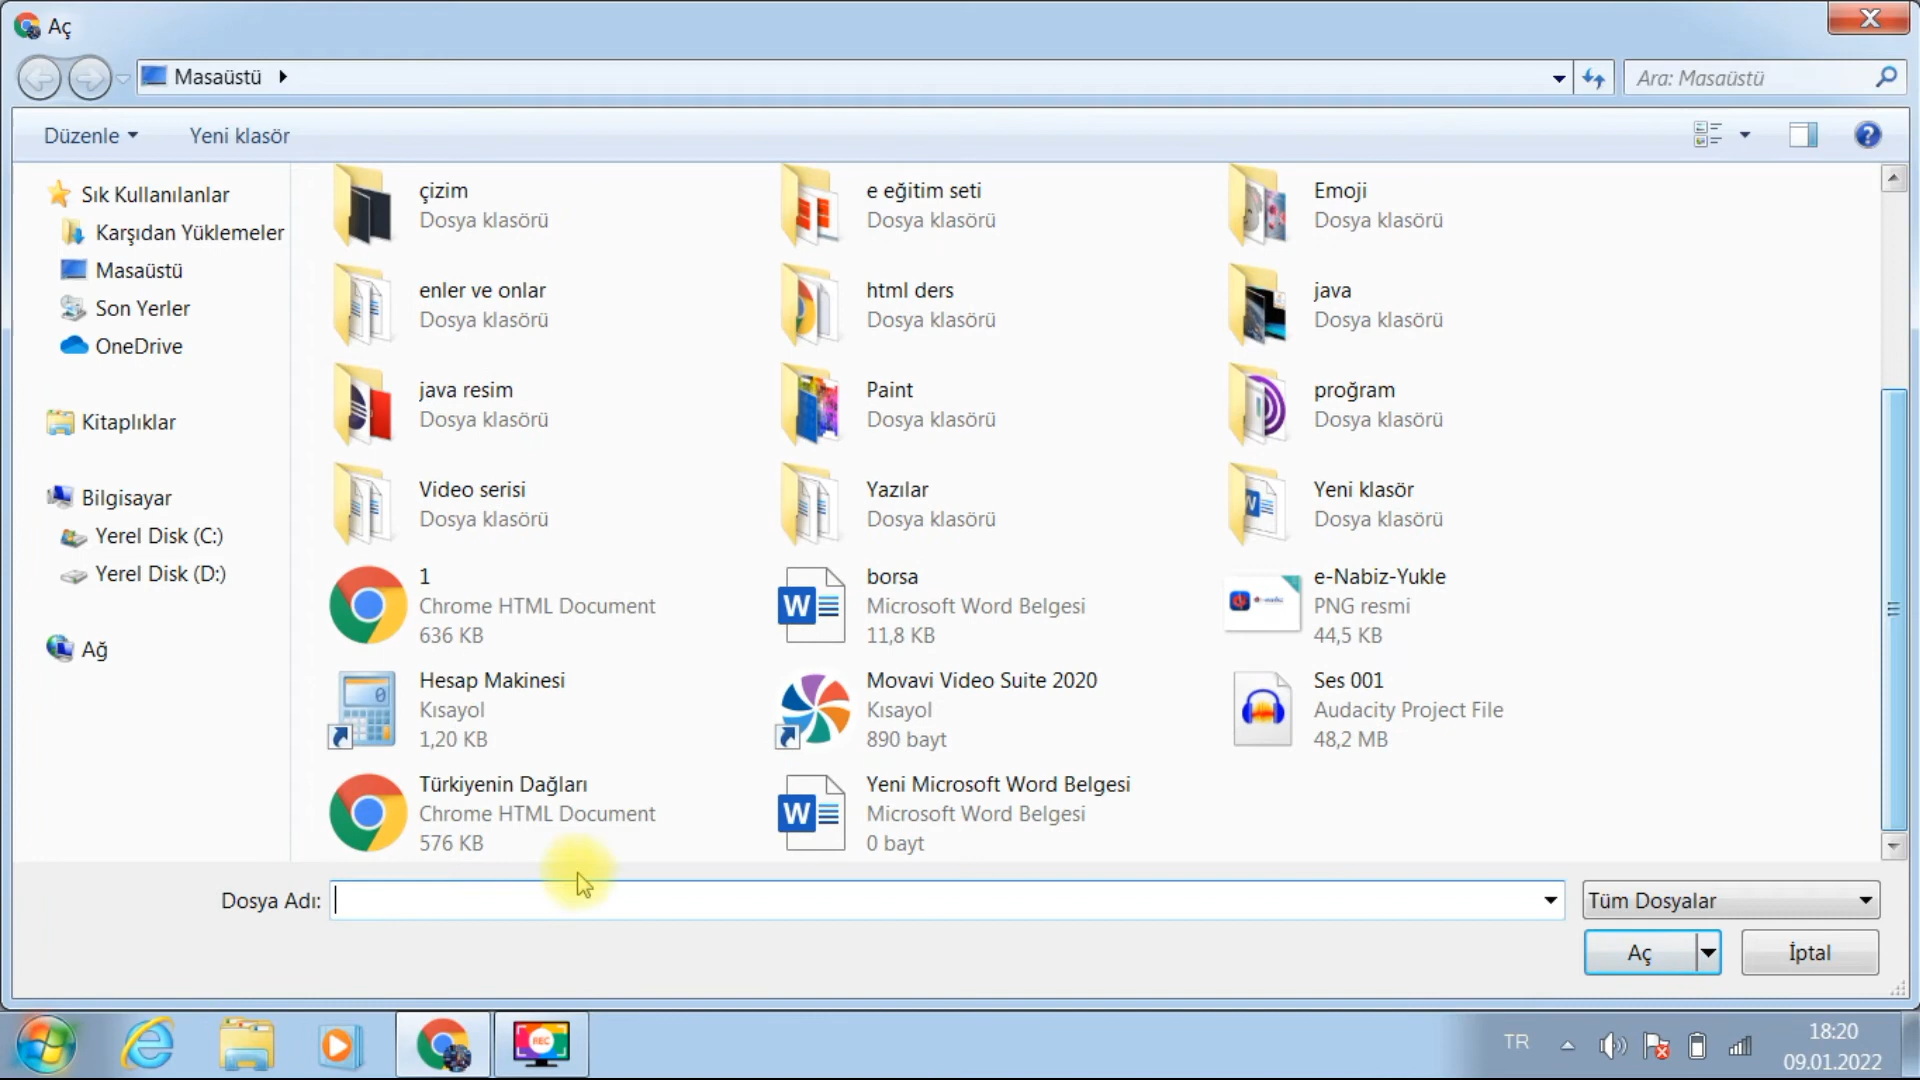 Aç
Masaüstü
Ara: Masaüstü
Düzenle
Yeni klasör
Sık Kullanılanlar
Karşıdan Yüklemeler
Masaüstü
Son Yerler
OneDrive
Kitaplıklar
Bilgisayar
Yerel Disk (C:)
Yerel Disk (D:)
Ağ
çizim
Dosya klasörü
e eğitim seti
Dosya klasörü
Emoji
Dosya klasörü
enler ve onlar
Dosya klasörü
html ders
Dosya klasörü
java
Dosya klasörü
java resim
Dosya klasörü
Paint
Dosya klasörü
proğram
Dosya klasörü
Video serisi
Dosya klasörü
Yazılar
Dosya klasörü
Yeni klasör
Dosya klasörü
1
Chrome HTML Document
636 KB
borsa
Microsoft Word Belgesi
11,8 KB
e-Nabiz-Yukle
PNG resmi
44,5 KB
Hesap Makinesi
Kısayol
1,20 KB
Movavi Video Suite 2020
Kısayol
890 bayt
Ses 001
Audacity Project File
48,2 MB
Türkiyenin Dağları
Chrome HTML Document
576 KB
Yeni Microsoft Word Belgesi
Microsoft Word Belgesi
0 bayt
Dosya Adı:
Tüm Dosyalar
Aç
İptal
REC
TR
18:20
09.01.2022